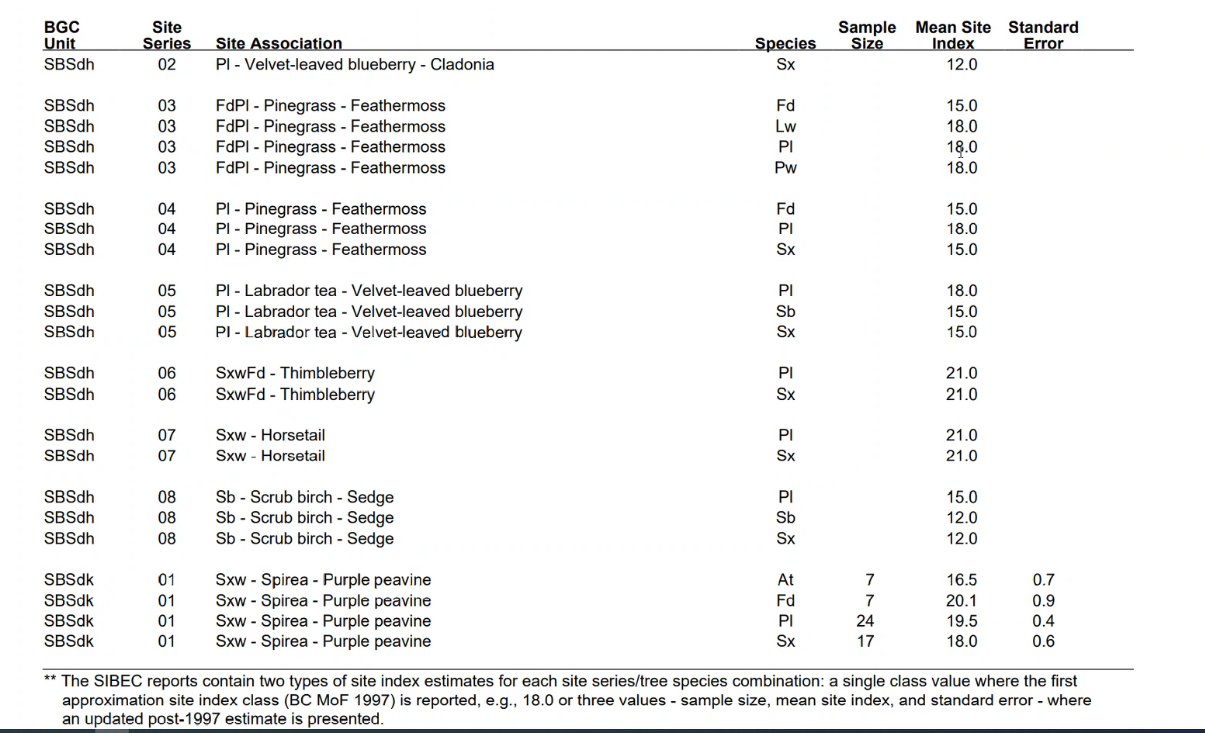 BGC Site Sample Mean Site Standard
Unit Series Site Association Species Size Index Error
SBSdh 02 Pl - Velvet-leaved blueberry - Cladonia Sx 12.0
SBSdh 03 FdPl - Pinegrass - Feathermoss Fd 15.0
SBSdh 03 FdPl - Pinegrass - Feathermoss Lw 18.0
SBSdh 03 FdPl - Pinegrass - Feathermoss Pl 18.0
SBSdh 03 FdPl - Pinegrass - Feathermoss Pw 18.0
SBSdh 04 Pl - Pinegrass - Feathermoss Fd 15.0
SBSdh 04 Pl - Pinegrass - Feathermoss Pl 18.0
SBSdh 04 Pl - Pinegrass - Feathermoss Sx 15.0
SBSdh 05 Pl - Labrador tea - Velvet-leaved blueberry Pl 18.0
SBSdh 05 Pl - Labrador tea - Velvet-leaved blueberry Sb 15.0
SBSdh 05 Pl - Labrador tea - Velvet-leaved blueberry Sx 15.0
SBSdh 06 SxwFd - Thimbleberry Pl 21.0
SBSdh 06 SxwFd - Thimbleberry Sx 21.0
SBSdh 07 Sxw - Horsetail Pl 21.0
SBSdh 07 Sxw - Horsetail Sx 21.0
SBSdh 08 Sb - Scrub birch - Sedge Pl 15.0
SBSdh 08 Sb - Scrub birch - Sedge Sb 12.0
SBSdh 08 Sb - Scrub birch - Sedge Sx 12.0
SBSdk 01 Sxw - Spirea - Purple peavine At 7 16.5 0.7
SBSdk 01 Sxw - Spirea - Purple peavine Fd 7 20.1 0.9
SBSdk 01 Sxw - Spirea - Purple peavine Pl 24 19.5 0.4
SBSdk 01 Sxw - Spirea - Purple peavine Sx 17 18.0 0.6
** The SIBEC reports contain two types of site index estimates for each site series/tree species combination: a single class value where the first
approximation site index class (BC MoF 1997) is reported, e.g., 18.0 or three values - sample size, mean site index, and standard error - where
an updated post-1997 estimate is presented.